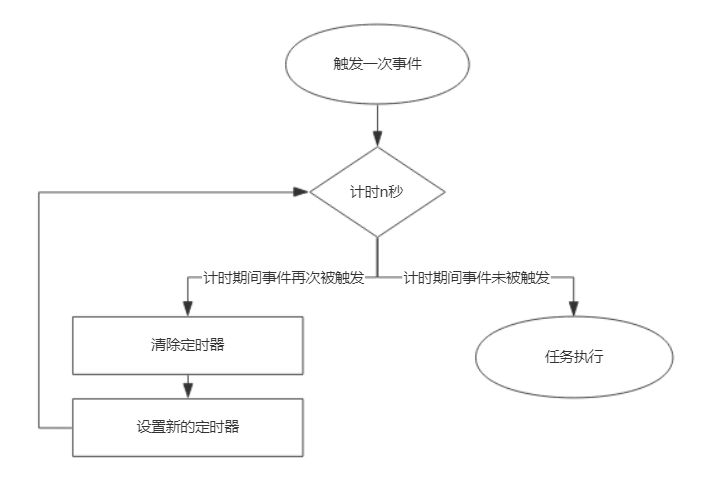 触发一次事件
计时n秒
计时期间事件再次被触发
计时期间事件未被触发
清除定时器
任务执行
设置新的定时器